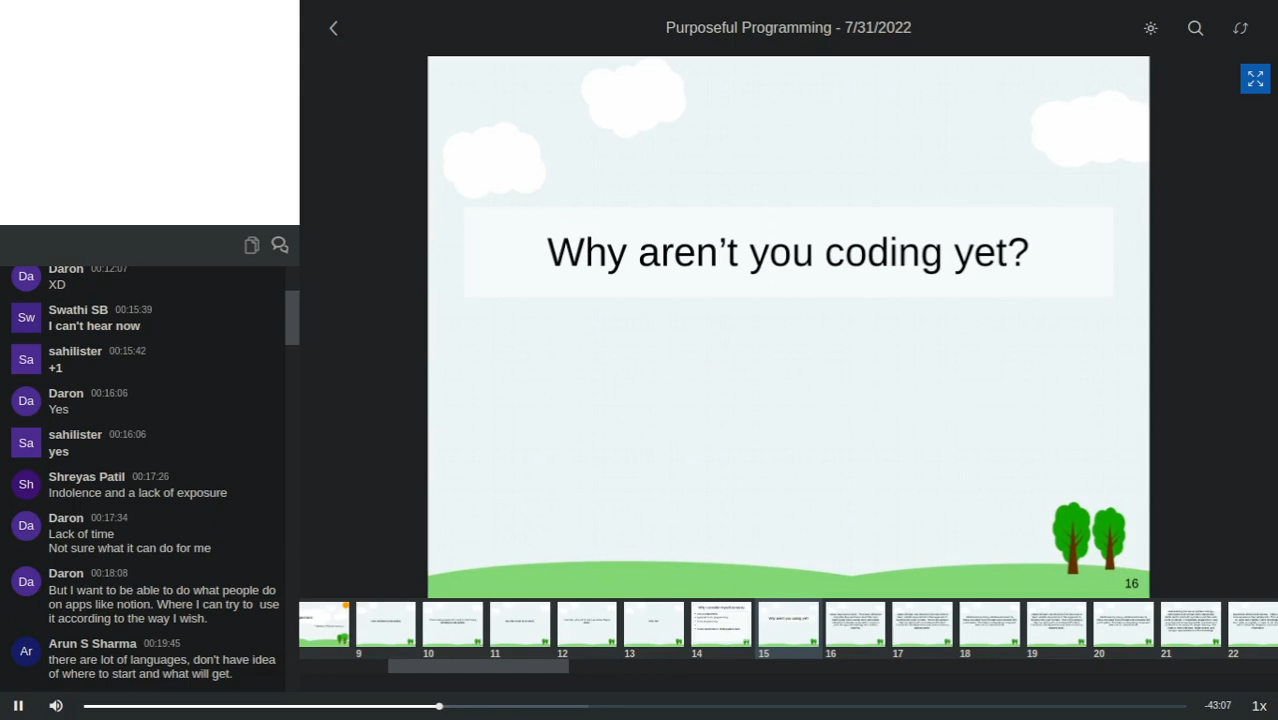 Purposeful Programming - 7/31/2022
Why aren't you coding yet?
16
Da
Daron 00:12:07
XD
Sw
Swathi SB 00:15:39
I can't hear now
Sa
sahilister 00:15:42
+1
Da
Daron 00:16:06
Yes
Sa
sahilister 00:16:06
yes
Sh
Shreyas Patil 00:17:26
Indolence and a lack of exposure
Da
Daron 00:17:34
Lack of time
Not sure what it can do for me
Da
Daron 00:18:08
But I want to be able to do what people do
on apps like notion. Where I can try to use
it according to the way I wish.
Ar
Arun S Sharma 00:19:45
there are lot of languages, don't have idea
of where to start and what will get.
Why aren't you coding yet?
9 10 11 12 13 14 15 16 17 18 19 20 21 22
-43:07 1x